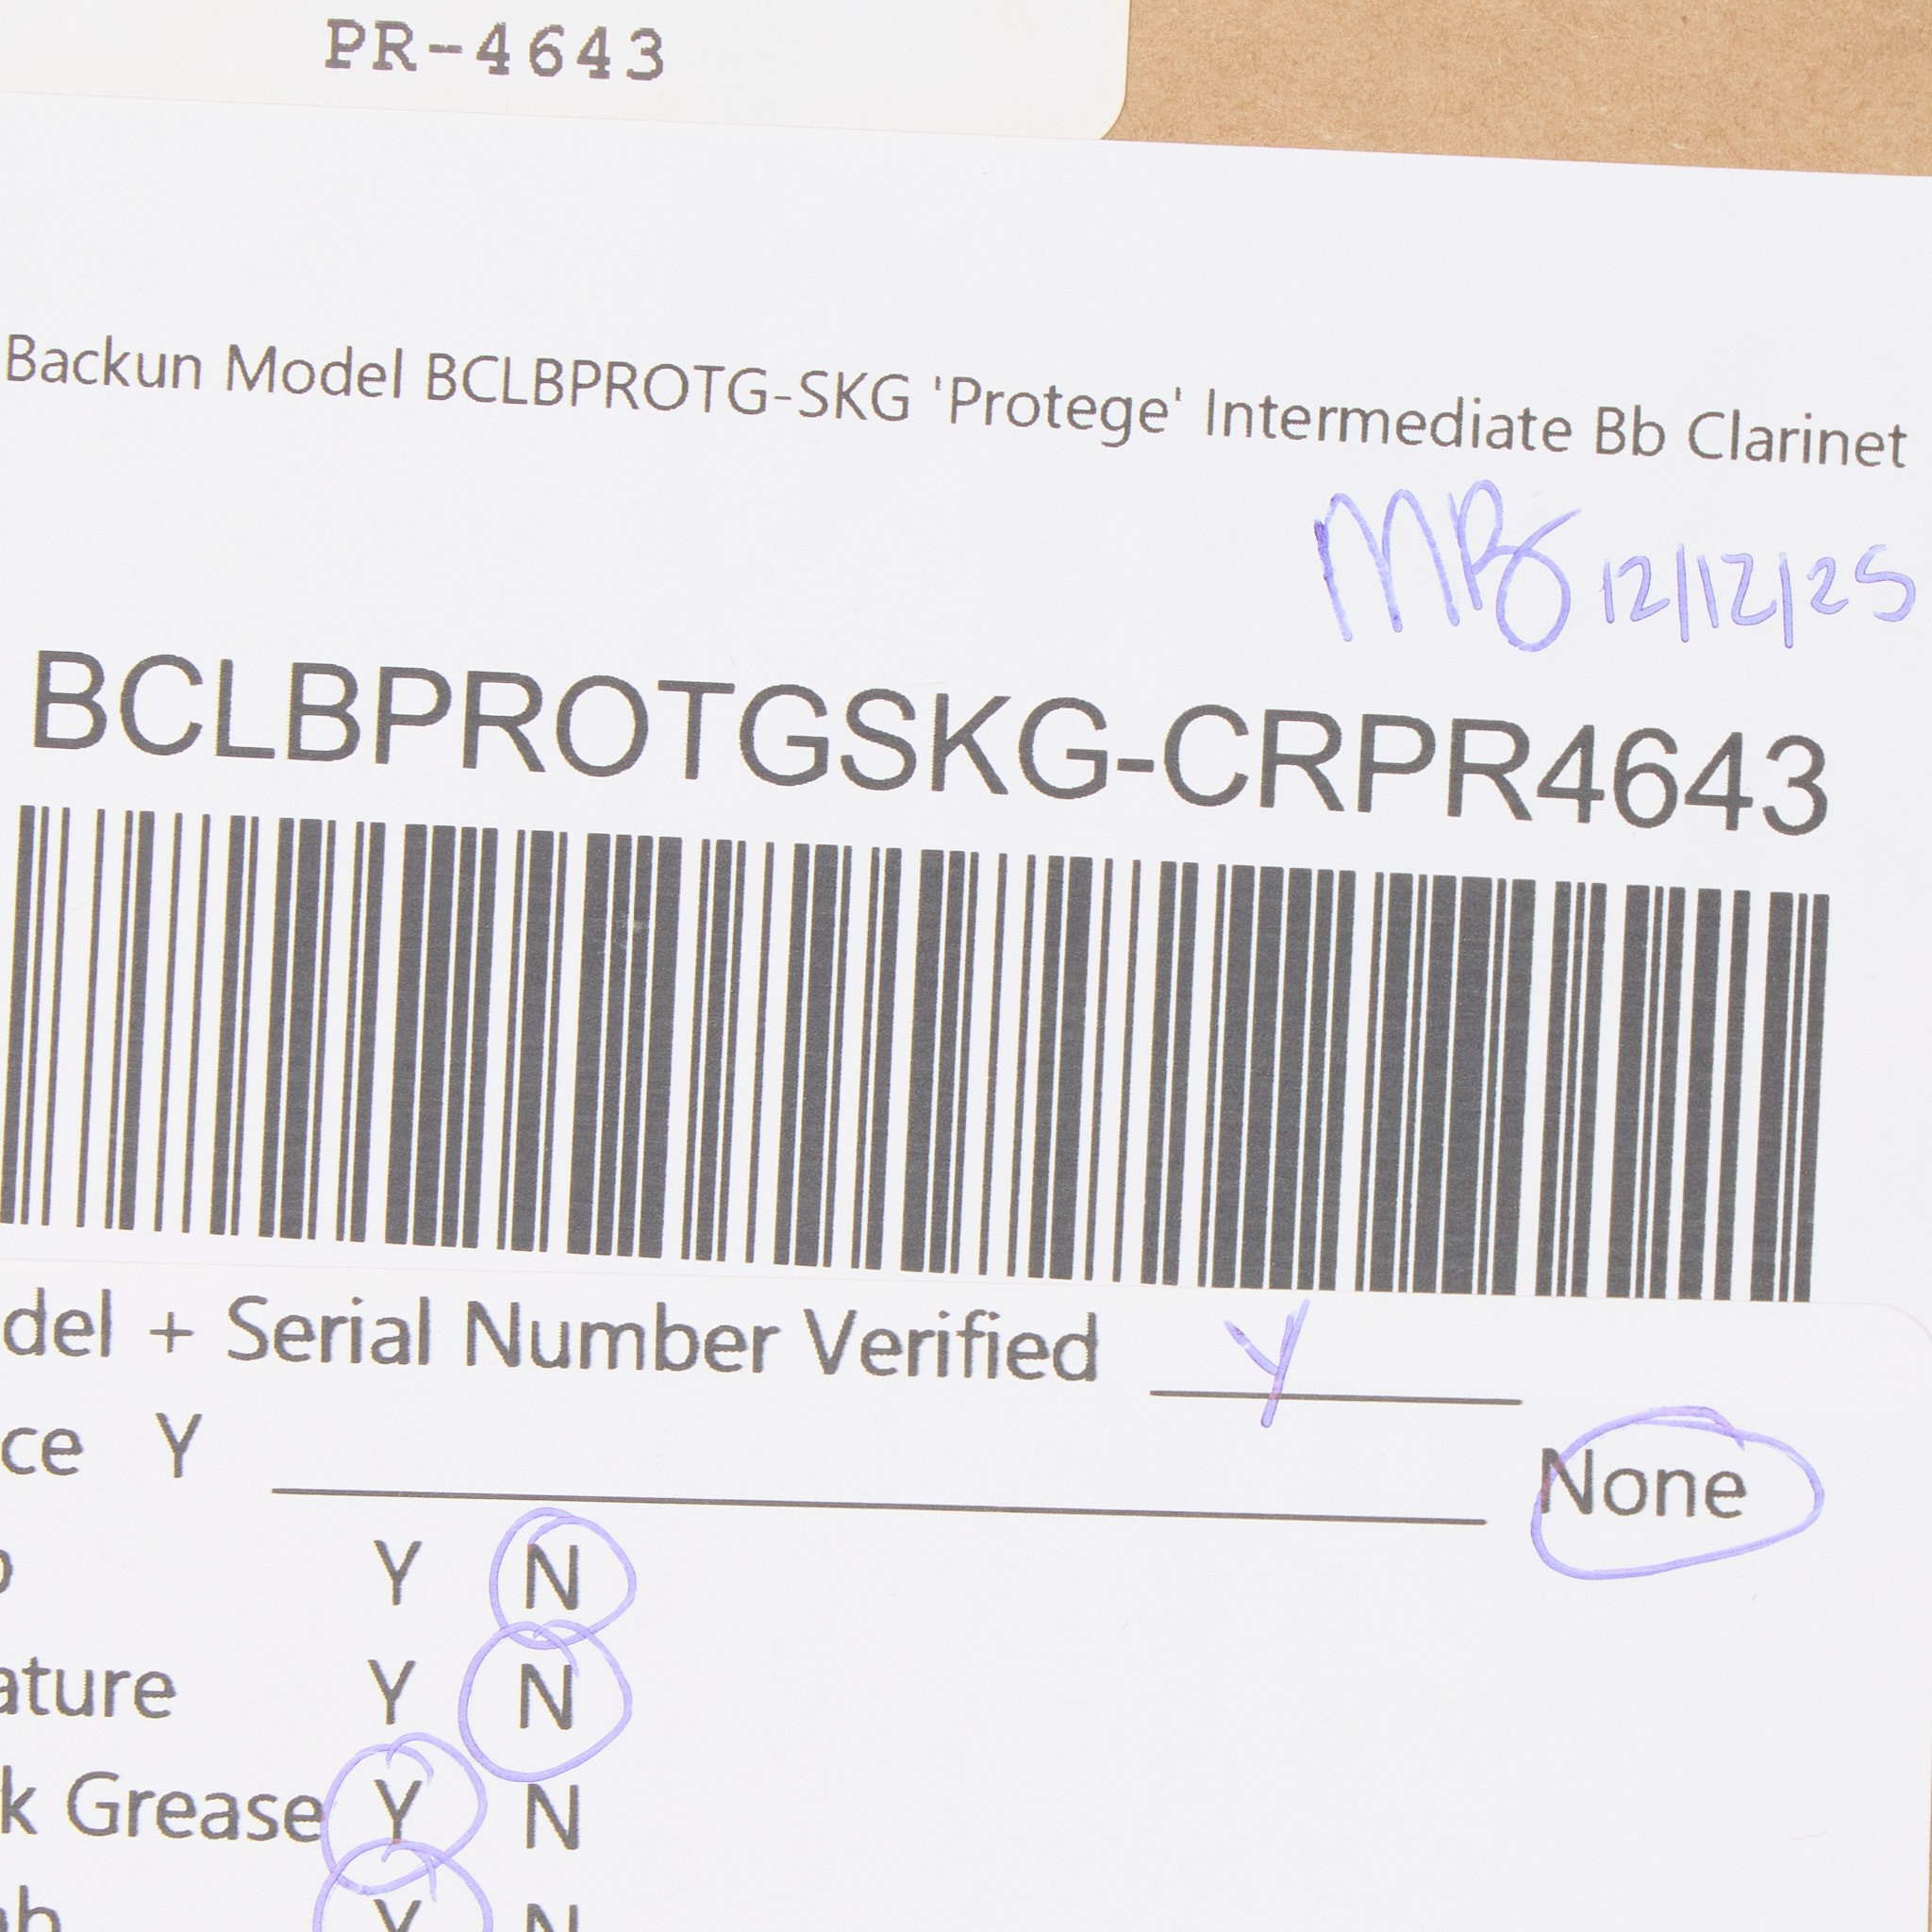 PR-4643
Backun Model BCLBPROTG-SKG 'Protege' Intermediate Bb Clarinet
12/12/25
BCLBPROTGSKG-CRPR4643
del + Serial Number Verified Y
ce Y None
Y N
ature Y N
k Grease Y N
Y N